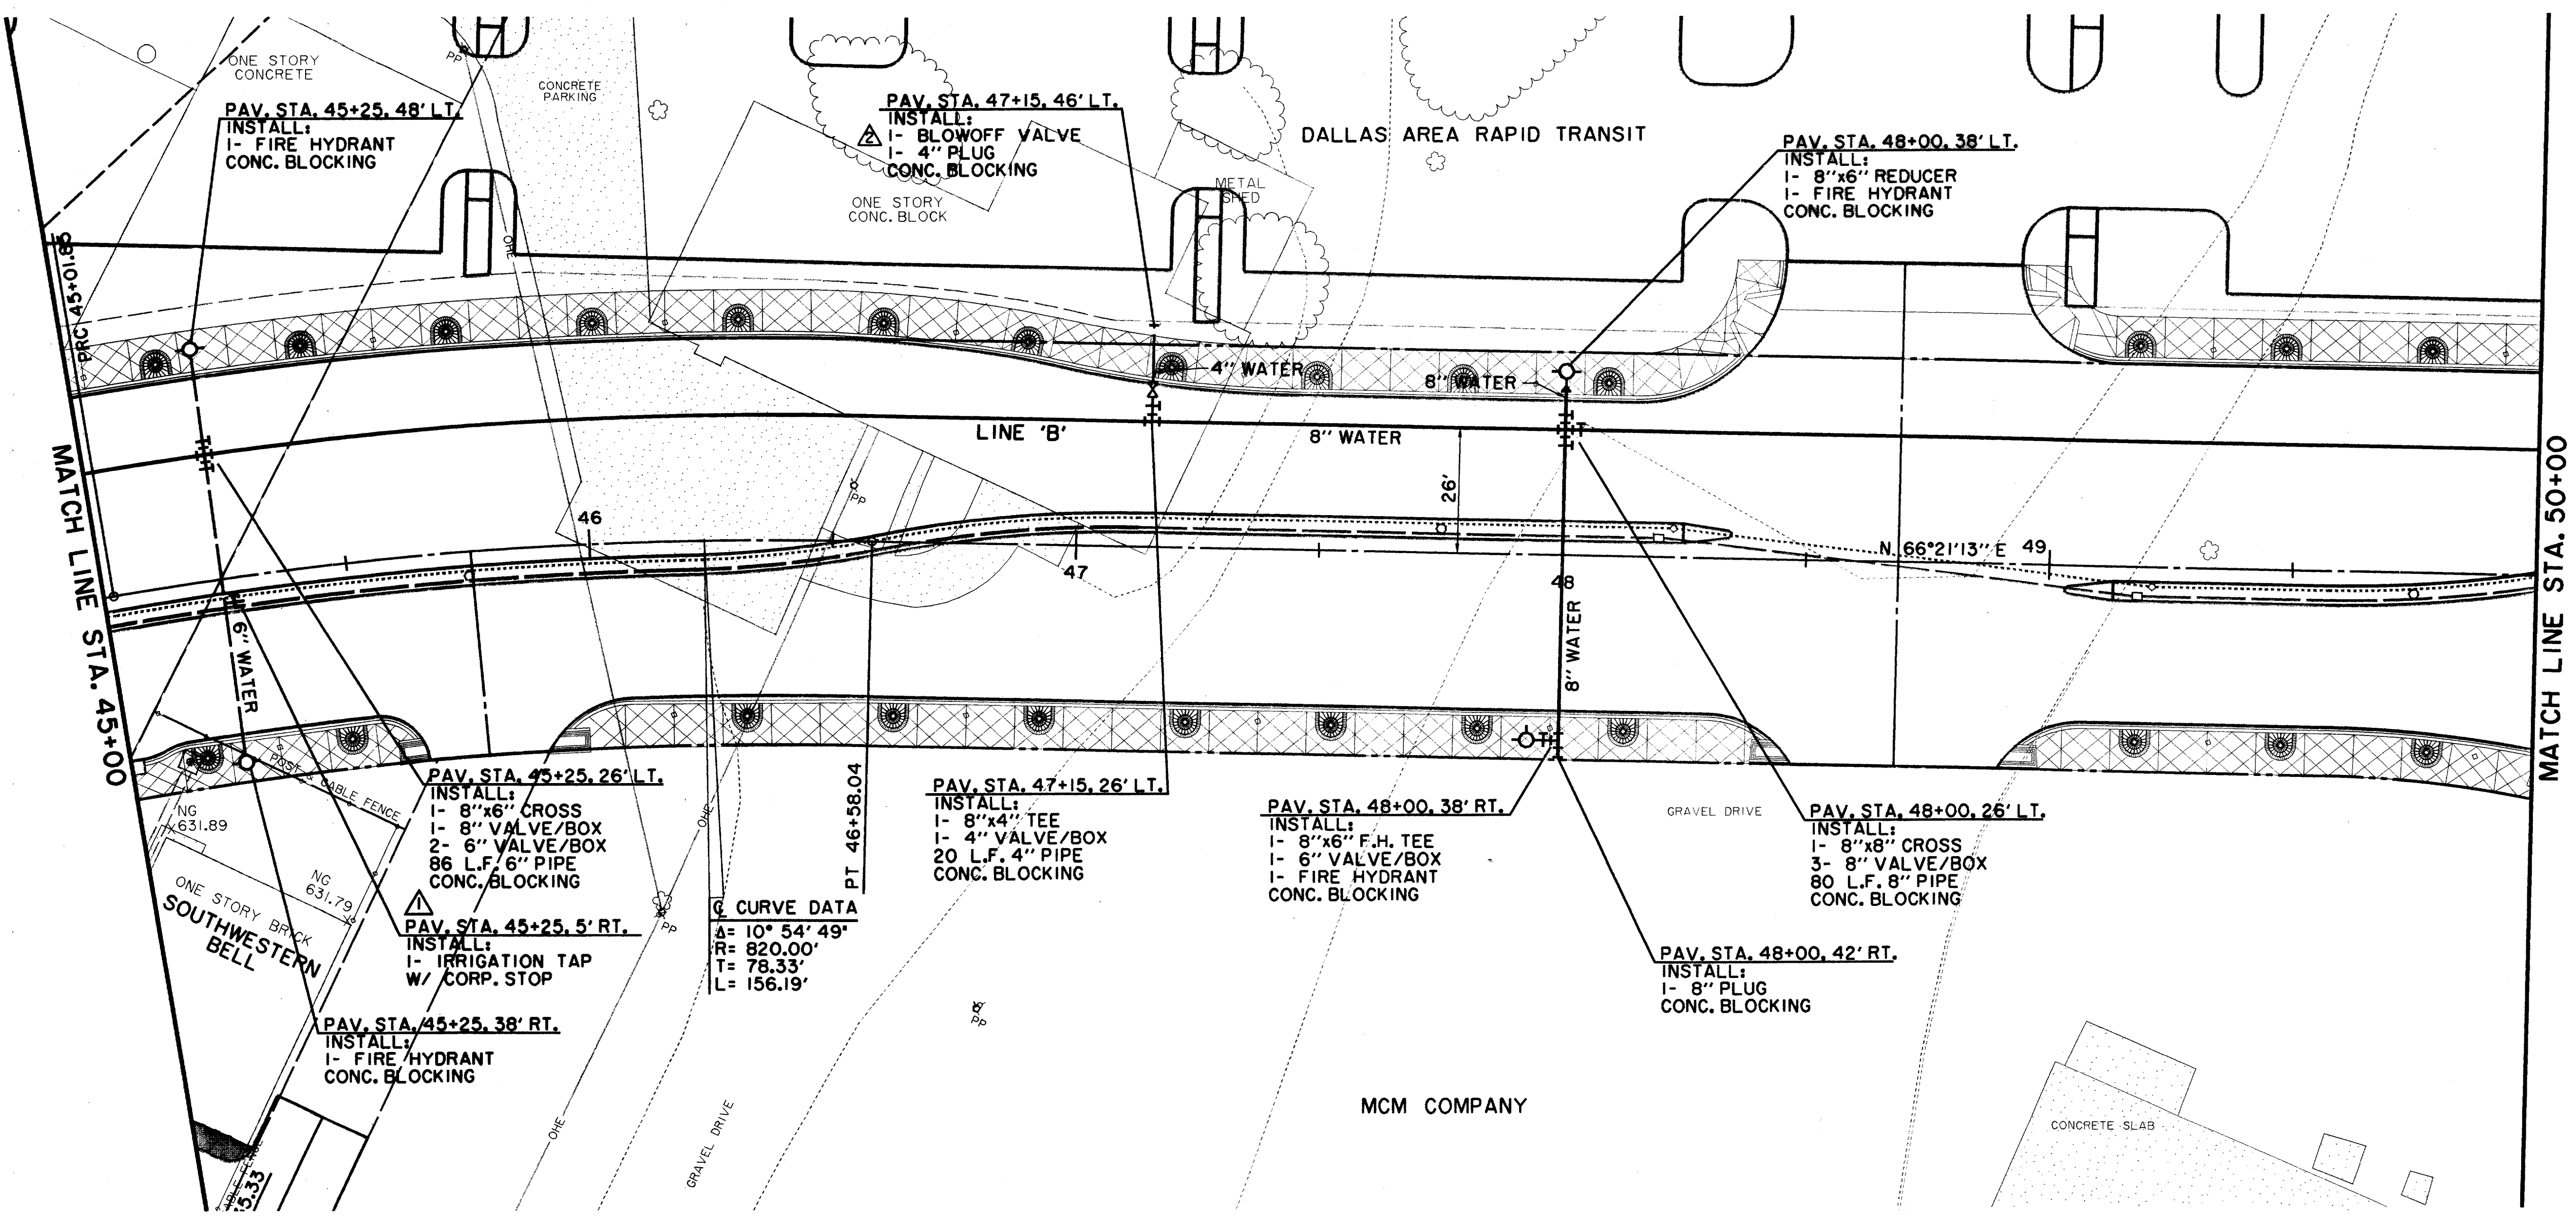 ONE STORY
CONCRETE
PP
CONCRETE
PARKING
PAV. STA. 45+25, 48' LT.
INSTALL:
1- FIRE HYDRANT
CONC. BLOCKING
PAV. STA. 47+15, 46' LT.
INSTALL:
2
1- BLOWOFF VALVE
1- 4" PLUG
CONC. BLOCKING
DALLAS AREA RAPID TRANSIT
PAV. STA. 48+00, 38' LT.
INSTALL:
1- 8"x6" REDUCER
1- FIRE HYDRANT
CONC. BLOCKING
METAL
SHED
ONE STORY
CONC. BLOCK
OHE
PRC 45+01.85
4" WATER
8" WATER
LINE 'B'
8" WATER
26'
PP
46
47
48
N. 66°21'13" E
49
MATCH LINE STA. 45+00
MATCH LINE STA. 50+00
6" WATER
8" WATER
POST & CABLE FENCE
NG
631.89
NG
631.79
ONE STORY BRICK
SOUTHWESTERN
BELL
PAV. STA. 45+25, 26' LT.
INSTALL:
1- 8"x6" CROSS
1- 8" VALVE/BOX
2- 6" VALVE/BOX
86 L.F. 6" PIPE
CONC. BLOCKING
1
PAV. STA. 45+25, 5' RT.
INSTALL:
1- IRRIGATION TAP
W/ CORP. STOP
PAV. STA. 45+25, 38' RT.
INSTALL:
1- FIRE HYDRANT
CONC. BLOCKING
OHE
PP
PT 46+58.04
℄ CURVE DATA
Δ= 10° 54' 49"
R= 820.00'
T= 78.33'
L= 156.19'
PAV. STA. 47+15, 26' LT.
INSTALL:
1- 8"x4" TEE
1- 4" VALVE/BOX
20 L.F. 4" PIPE
CONC. BLOCKING
PAV. STA. 48+00, 38' RT.
INSTALL:
1- 8"x6" F.H. TEE
1- 6" VALVE/BOX
1- FIRE HYDRANT
CONC. BLOCKING
GRAVEL DRIVE
PAV. STA. 48+00, 26' LT.
INSTALL:
1- 8"x8" CROSS
3- 8" VALVE/BOX
80 L.F. 8" PIPE
CONC. BLOCKING
PAV. STA. 48+00, 42' RT.
INSTALL:
1- 8" PLUG
CONC. BLOCKING
PP
OHE
GRAVEL DRIVE
MCM COMPANY
CONCRETE SLAB
5.33